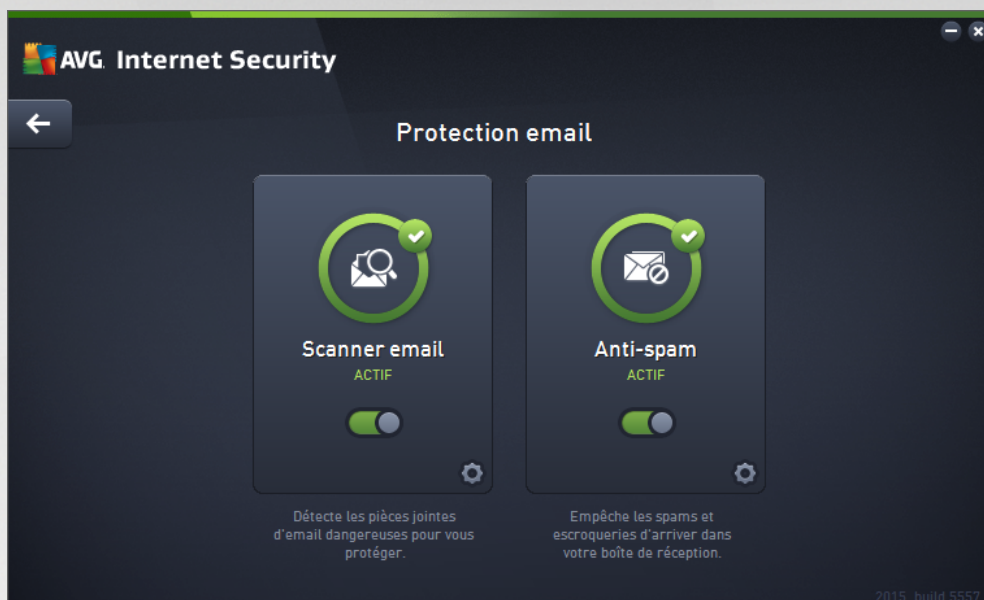 AVG. Internet Security
Protection email
Scanner email
ACTIF
Détecte les pièces jointes
d'email dangereuses pour vous
protéger.
Anti-spam
ACTIF
Empêche les spams et
escroqueries d'arriver dans
votre boîte de réception.
2015, build 5557